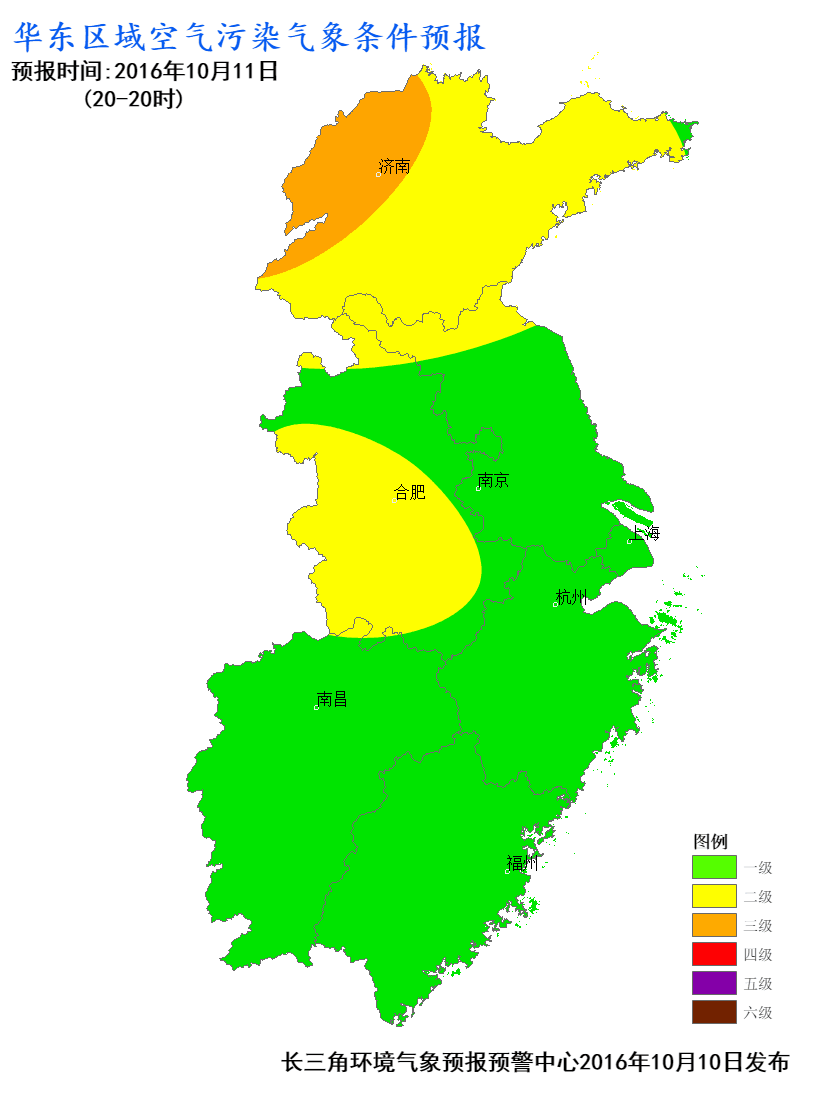 华东区域空气污染气象条件预报
预报时间:2016年10月11日
(20-20时)
济南
南京
合肥
上海
杭州
南昌
福州
图例
一级
二级
三级
四级
五级
六级
长三角环境气象预报预警中心2016年10月10日发布